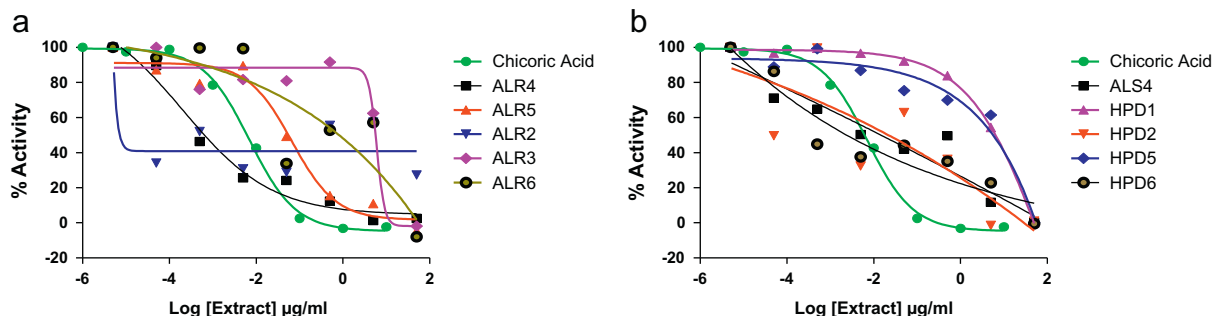 a
% Activity
100
80
60
40
20
0
20
-6
-4
-2
0
2
Log [Extract] µg/ml
Chicoric Acid
ALR4
ALR5
ALR2
ALR3
ALR6
b
% Activity
100
80
60
40
20
0
20
-6
-4
-2
0
2
Log [Extract] µg/ml
Chicoric Acid
ALS4
HPD1
HPD2
HPD5
HPD6